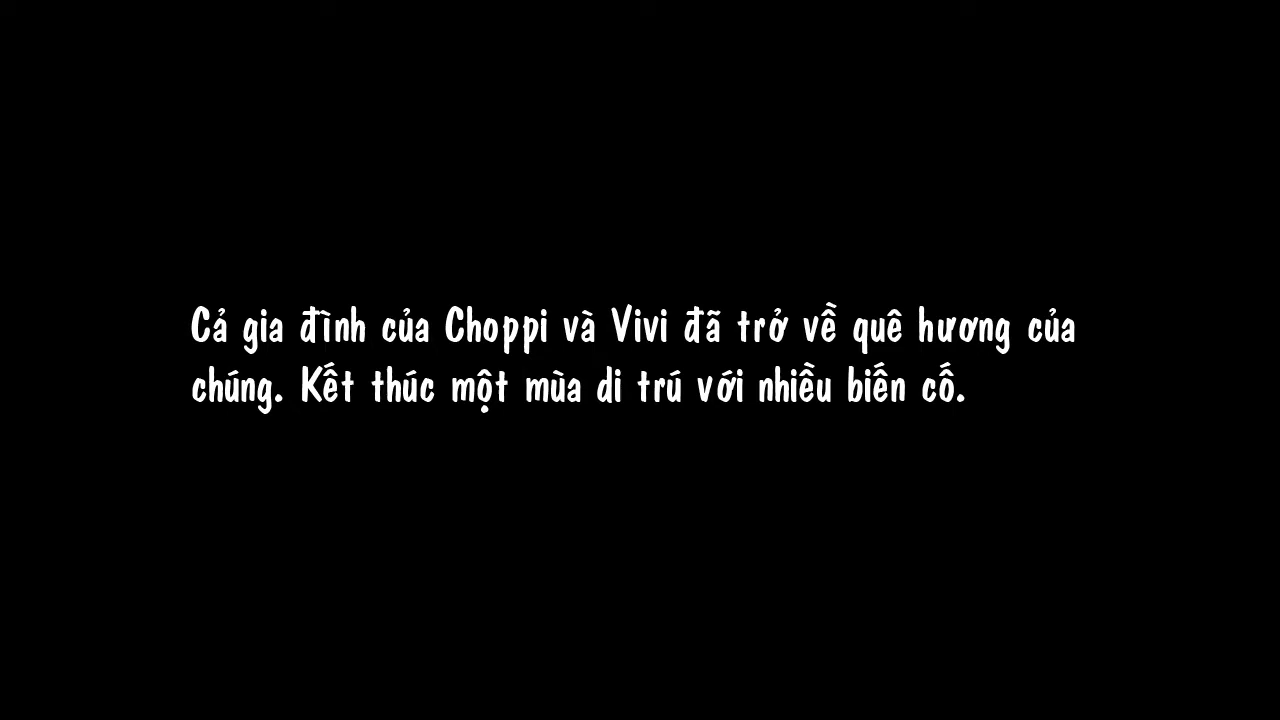 Cả gia đình của Choppi và Vivi đã trở về quê hương của
chúng. Kết thúc một mùa di trú với nhiều biến cố.